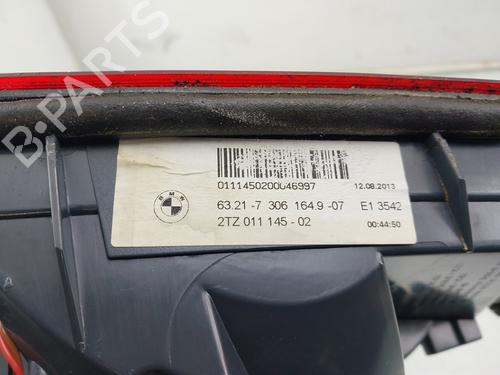 B-PARTS
0111450200046997
12.08.2013
BMW
63.21-7 306 164.9-07 E1 3542
2TZ 011 145-02 00:44:50
A